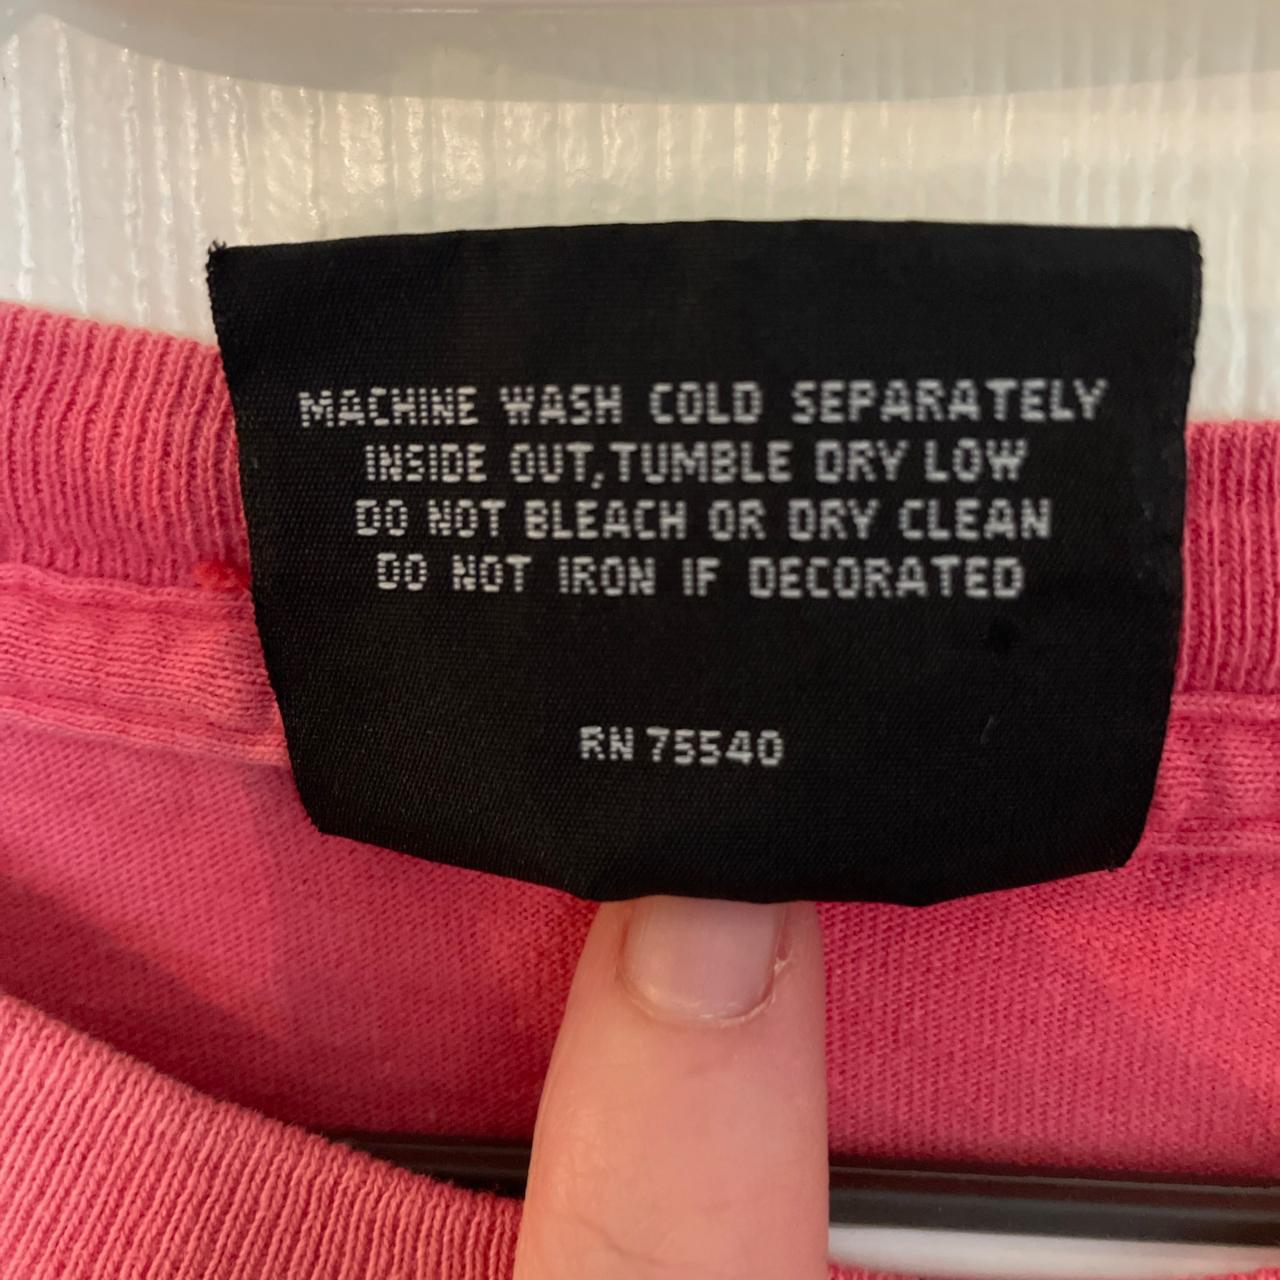 MACHINE WASH COLD SEPARATELY
INSIDE OUT, TUMBLE DRY LOW
DO NOT BLEACH OR DRY CLEAN
DO NOT IRON IF DECORATED
RN 75540